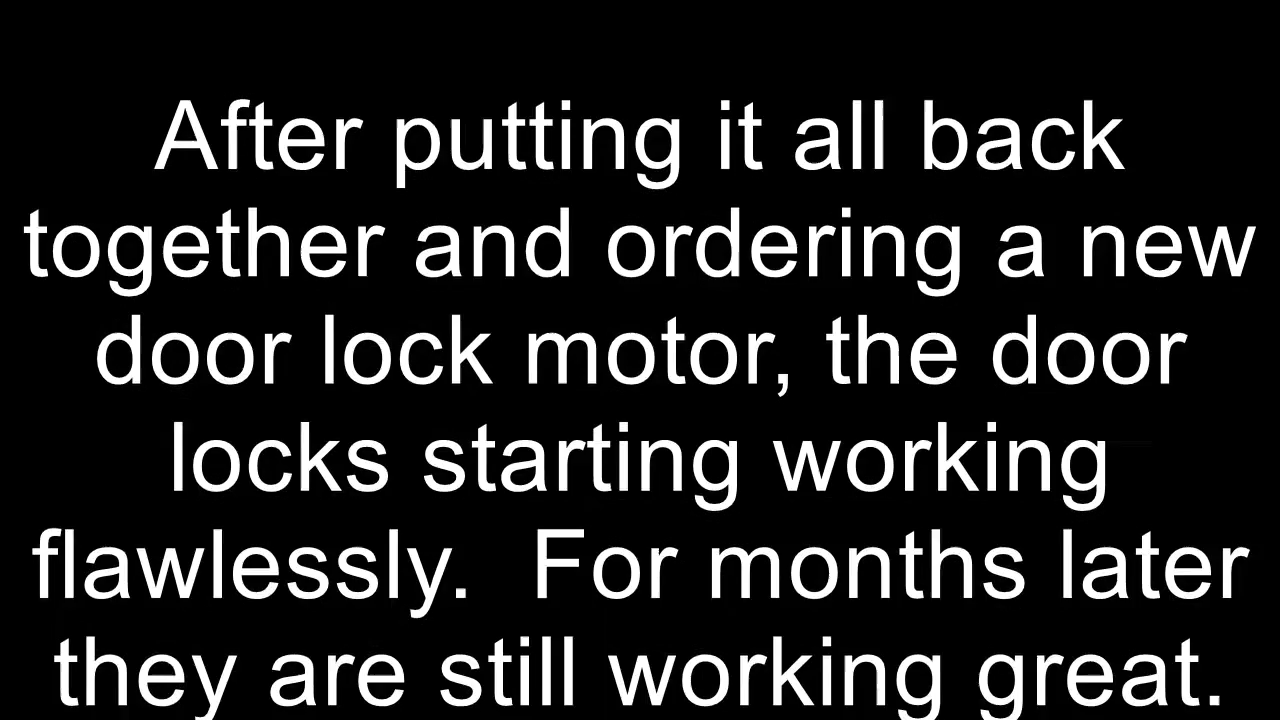 After putting it all back
together and ordering a new
door lock motor, the door
locks starting working
flawlessly.  For months later
they are still working great.